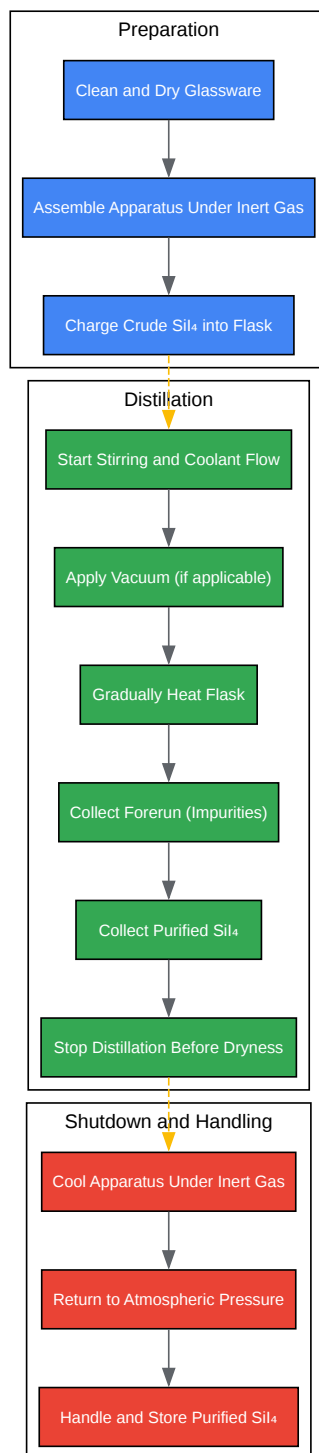 Preparation
Clean and Dry Glassware
Assemble Apparatus Under Inert Gas
Charge Crude SiI₄ into Flask
Distillation
Start Stirring and Coolant Flow
Apply Vacuum (if applicable)
Gradually Heat Flask
Collect Forerun (Impurities)
Collect Purified SiI₄
Stop Distillation Before Dryness
Shutdown and Handling
Cool Apparatus Under Inert Gas
Return to Atmospheric Pressure
Handle and Store Purified SiI₄